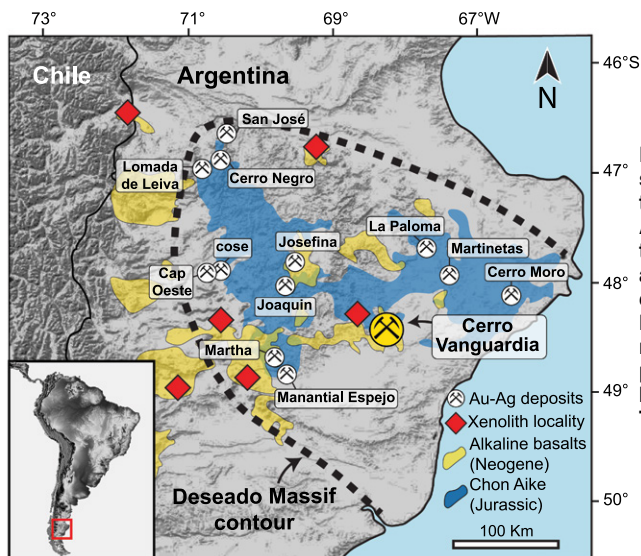 73°
71°
69°
67°W
Chile
Argentina
46°S
N
San José
47°
Lomada
de Leiva
Cerro Negro
La Paloma
cose
Josefina
Martinetas
Cap
Oeste
Cerro Moro
48°
Joaquin
Cerro
Vanguardia
Martha
49°
Manantial Espejo
Au-Ag deposits
Xenolith locality
Alkaline basalts
(Neogene)
Chon Aike
(Jurassic)
Deseado Massif
contour
50°
100 Km